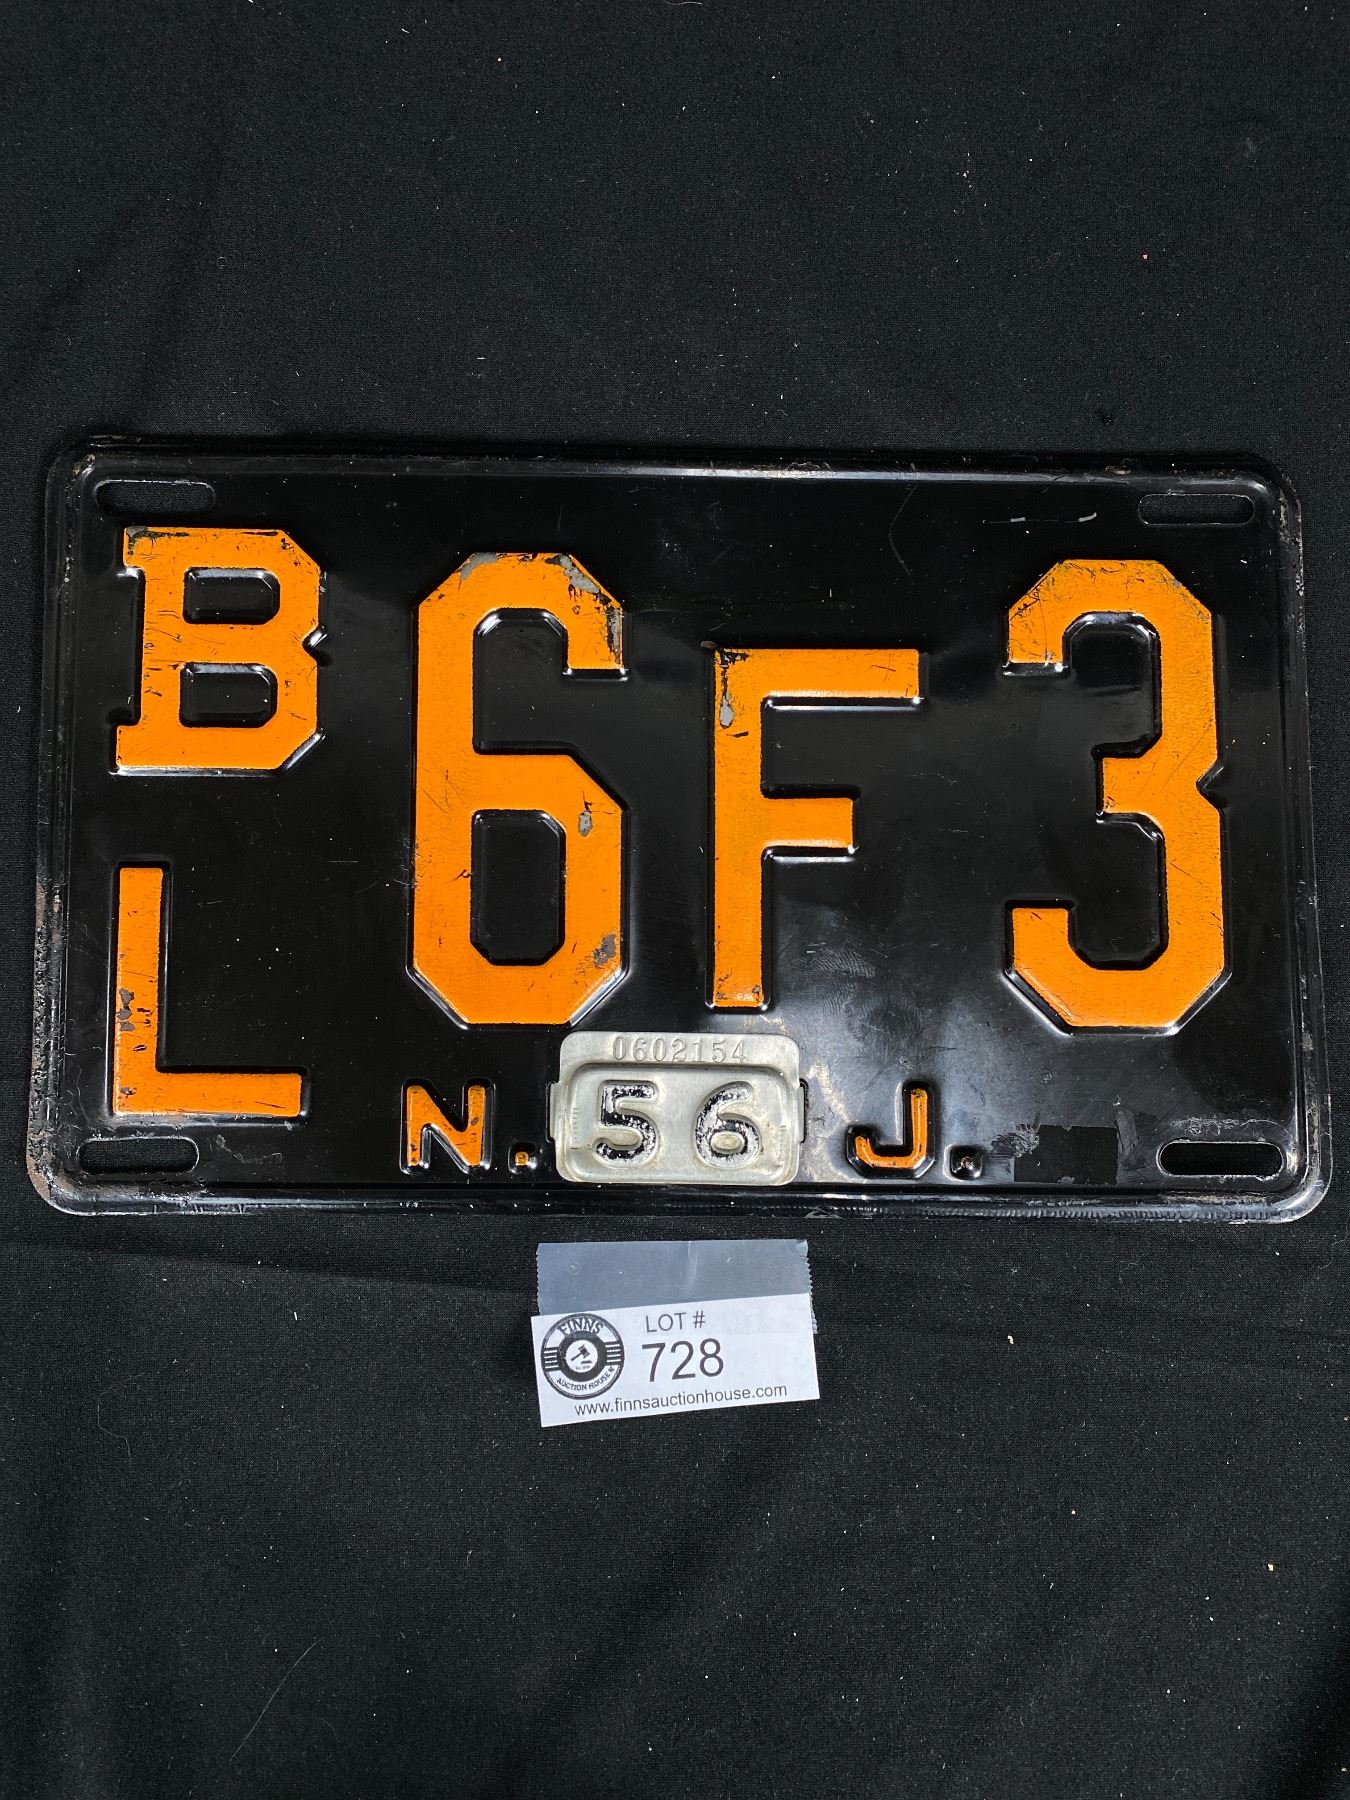 B
L
6F3
N. J.
0602154
56
LOT #
728
FINNS
AUCTION HOUSE
www.finnsauctionhouse.com